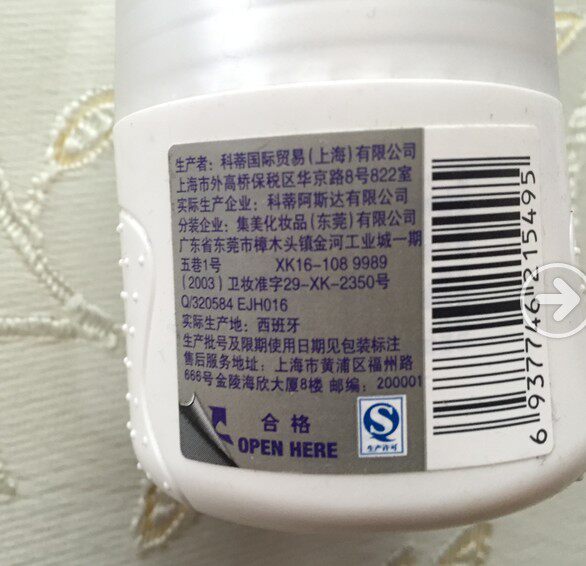 生产者：科蒂国际贸易(上海)有限公司
上海市外高桥保税区华京路8号822室
实际生产企业：科蒂阿斯达有限公司
分装企业：集美化妆品(东莞)有限公司
广东省东莞市樟木头镇金河工业城一期
五巷1号 XK16-108 9989
(2003)卫妆准字29-XK-2350号
Q/320584 EJH016
实际生产地：西班牙
生产批号及限期使用日期见包装标注
售后服务地址：上海市黄浦区福州路
666号金陵海欣大厦8楼 邮编：200001
合格
OPEN HERE
生产许可